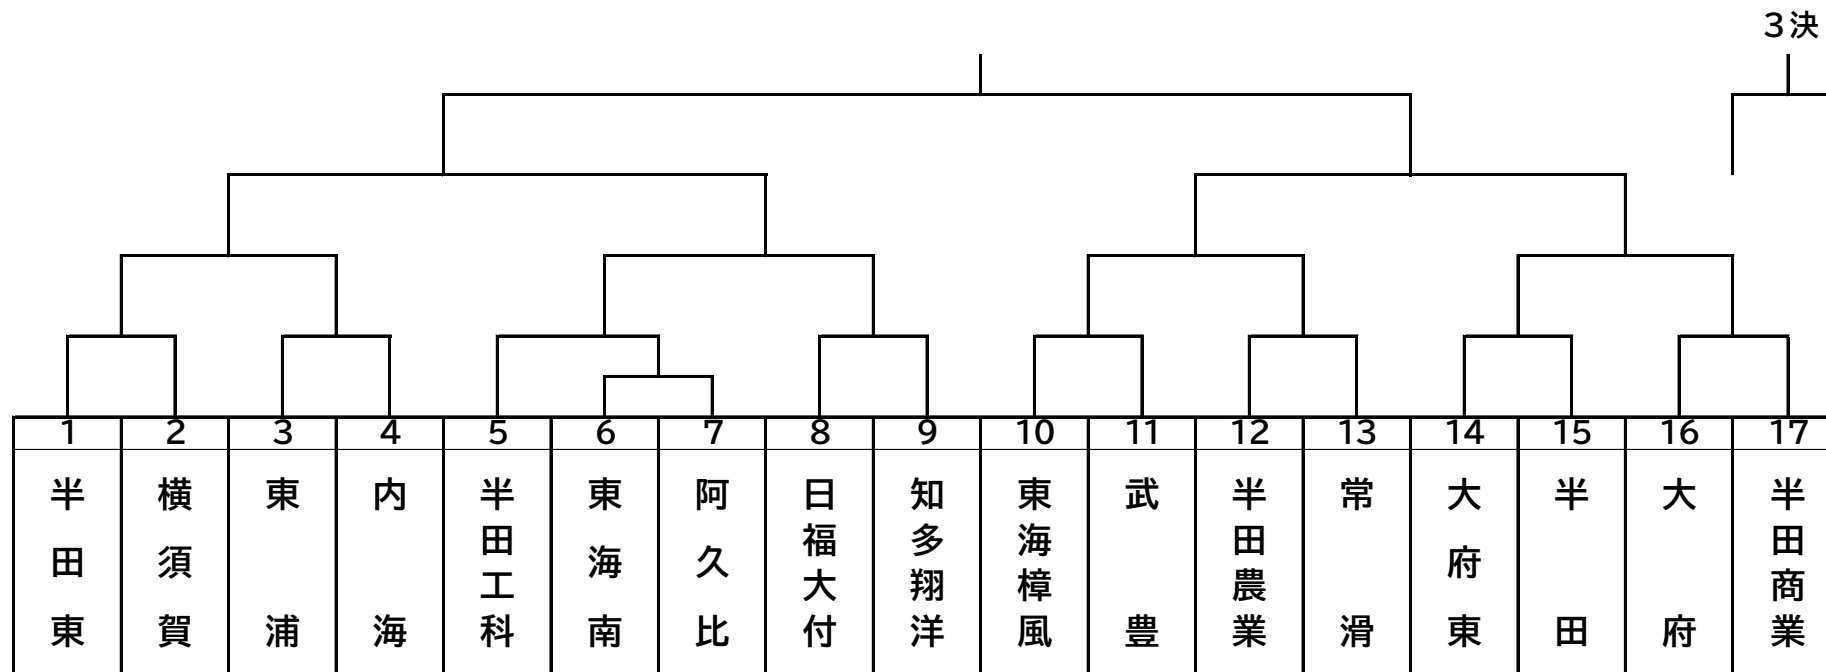 3決
1 2 3 4 5 6 7 8 9 10 11 12 13 14 15 16 17
半田東
横須賀
東浦
内海
半田工科
東海南
阿久比
日福大付
知多翔洋
東海樟風
武豊
半田農業
常滑
大府東
半田
大府
半田商業